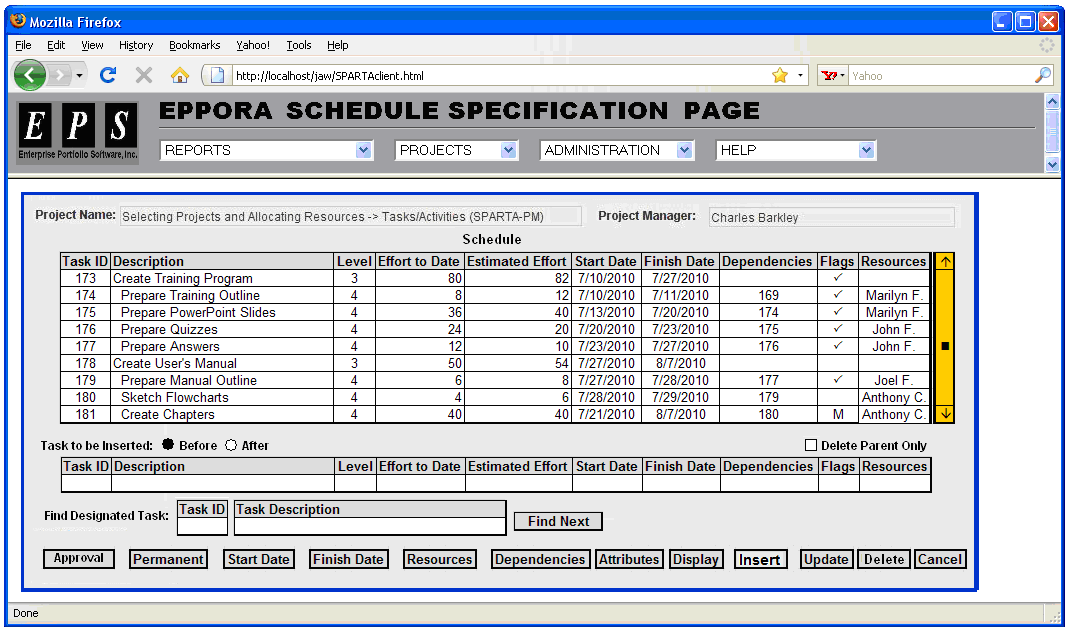 Mozilla Firefox
File Edit View History Bookmarks Yahoo! Tools Help
http://localhost/jaw/SPARTAclient.html Y! Yahoo
E P S EPPORA SCHEDULE SPECIFICATION PAGE
Enterprise Portfolio Software, Inc. REPORTS PROJECTS ADMINISTRATION HELP
Project Name: Selecting Projects and Allocating Resources -> Tasks/Activities (SPARTA-PM) Project Manager: Charles Barkley
Schedule
Task ID Description Level Effort to Date Estimated Effort Start Date Finish Date Dependencies Flags Resources
173 Create Training Program 3 80 82 7/10/2010 7/27/2010 ✓
174 Prepare Training Outline 4 8 12 7/10/2010 7/11/2010 169 ✓ Marilyn F.
175 Prepare PowerPoint Slides 4 36 40 7/13/2010 7/20/2010 174 ✓ Marilyn F.
176 Prepare Quizzes 4 24 20 7/20/2010 7/23/2010 175 ✓ John F.
177 Prepare Answers 4 12 10 7/23/2010 7/27/2010 176 ✓ John F.
178 Create User's Manual 3 50 54 7/27/2010 8/7/2010
179 Prepare Manual Outline 4 6 8 7/27/2010 7/28/2010 177 ✓ Joel F.
180 Sketch Flowcharts 4 4 6 7/28/2010 7/29/2010 179 Anthony C.
181 Create Chapters 4 40 40 7/21/2010 8/7/2010 180 M Anthony C.
Task to be Inserted: Before After Delete Parent Only
Task ID Description Level Effort to Date Estimated Effort Start Date Finish Date Dependencies Flags Resources
Find Designated Task: Task ID Task Description Find Next
Approval Permanent Start Date Finish Date Resources Dependencies Attributes Display Insert Update Delete Cancel
Done